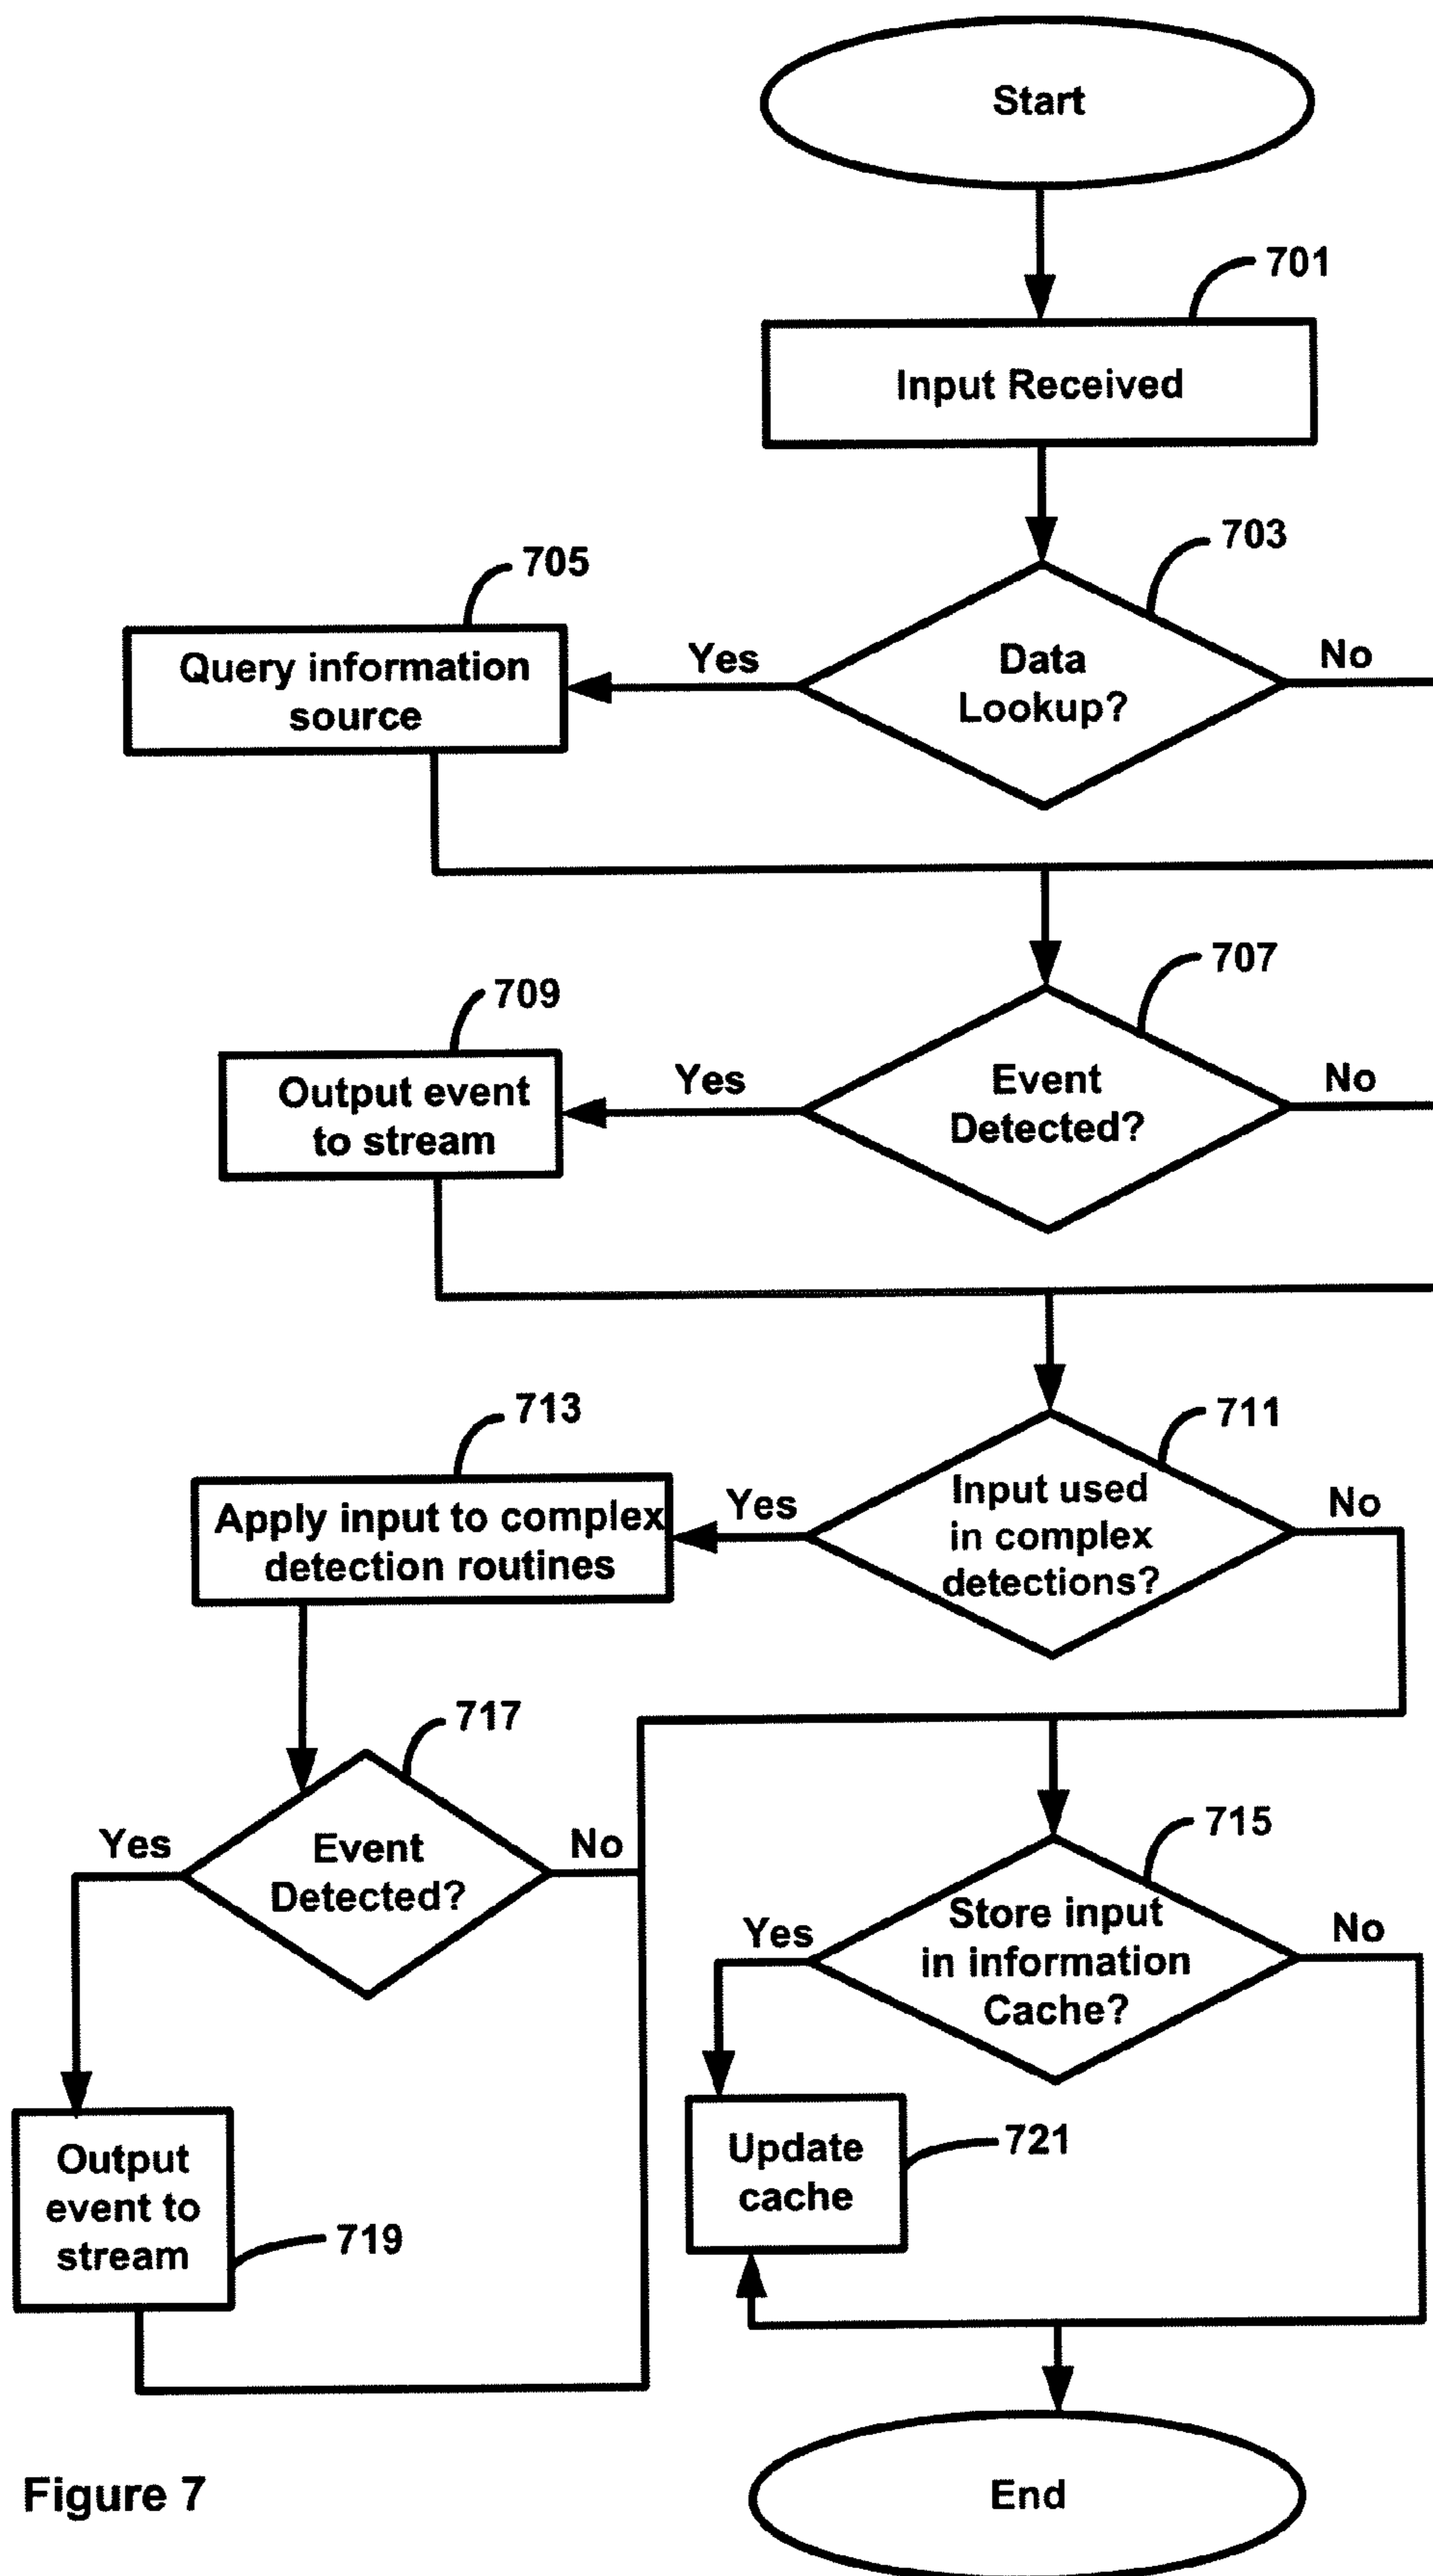 Start
701
Input Received
703
705
Query information
source
Yes
Data
Lookup?
No
707
709
Output event
to stream
Yes
Event
Detected?
No
711
713
Apply input to complex
detection routines
Yes
Input used
in complex
detections?
No
717
Yes
Event
Detected?
No
715
Yes
Store input
in information
Cache?
No
Output
event to
stream
719
Update
cache
721
Figure 7
End